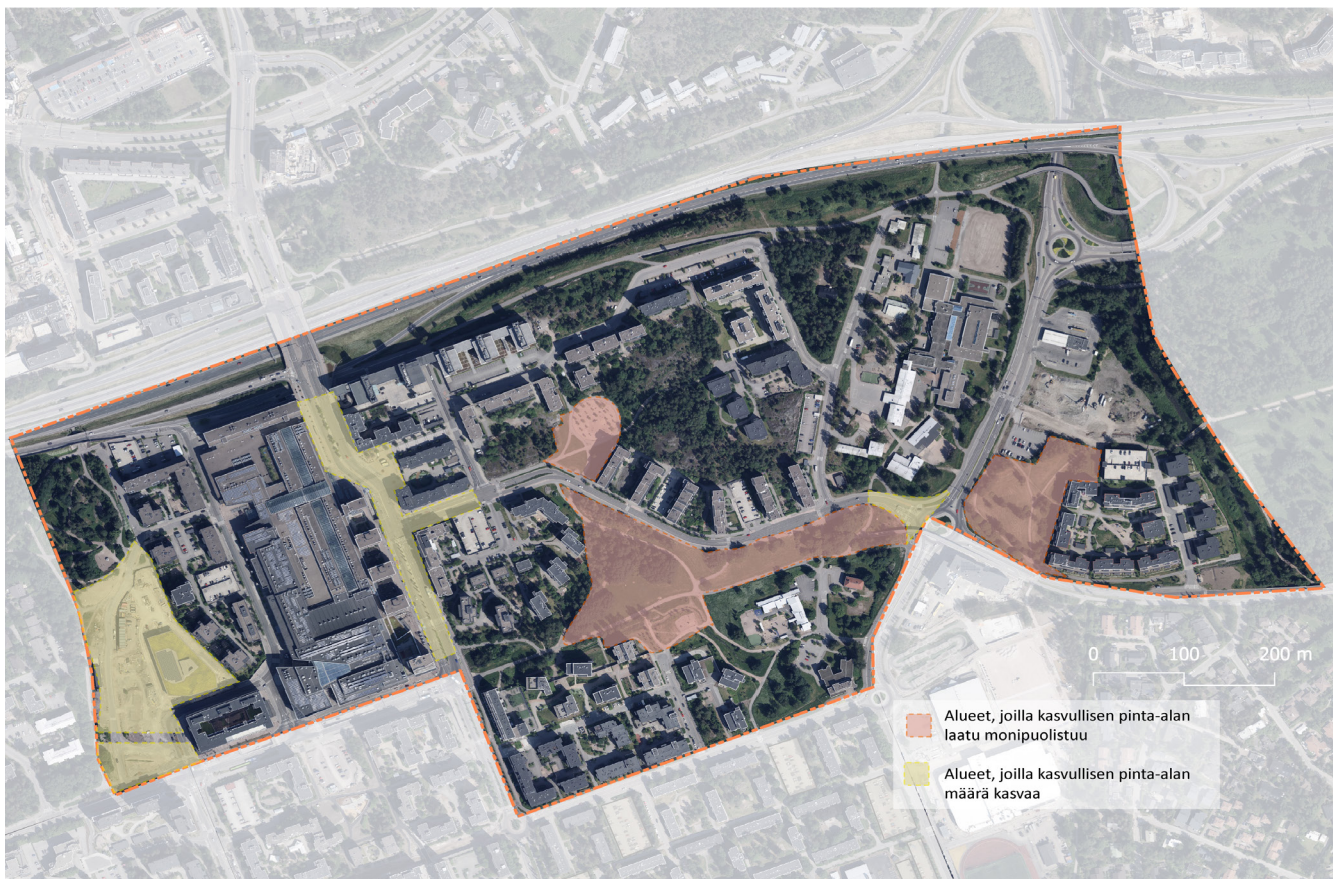 0 100 200 m
Alueet, joilla kasvullisen pinta-alan
laatu monipuolistuu
Alueet, joilla kasvullisen pinta-alan
määrä kasvaa